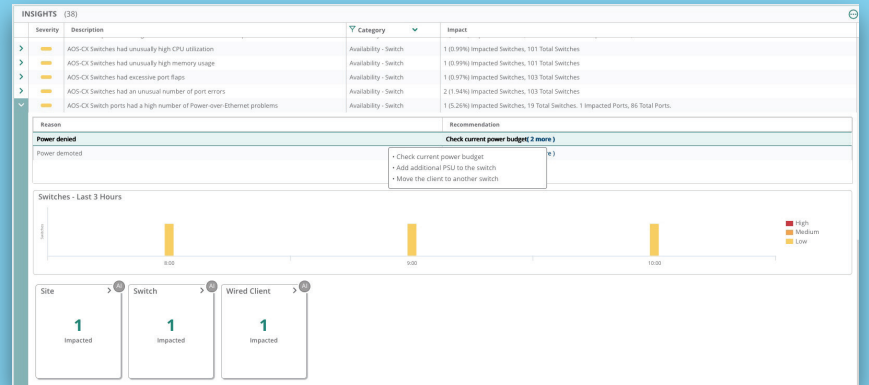 INSIGHTS (38)
Severity Description Category Impact
AOS-CX Switches had unusually high CPU utilization Availability - Switch 1 (0.99%) Impacted Switches, 101 Total Switches
AOS-CX Switches had unusually high memory usage Availability - Switch 1 (0.99%) Impacted Switches, 101 Total Switches
AOS-CX Switches had excessive port flaps Availability - Switch 1 (0.97%) Impacted Switches, 103 Total Switches
AOS-CX Switches had an unusual number of port errors Availability - Switch 2 (1.94%) Impacted Switches, 103 Total Switches
AOS-CX Switch ports had a high number of Power-over-Ethernet problems Availability - Switch 1 (5.26%) Impacted Switches, 19 Total Switches. 1 Impacted Ports, 86 Total Ports.
Reason Recommendation
Power denied Check current power budget( 2 more )
Power demoted
• Check current power budget
• Add additional PSU to the switch
• Move the client to another switch
Switches - Last 3 Hours
Switches
High
Medium
Low
8:00 9:00 10:00
Site AI Switch AI Wired Client AI
1 1 1
Impacted Impacted Impacted